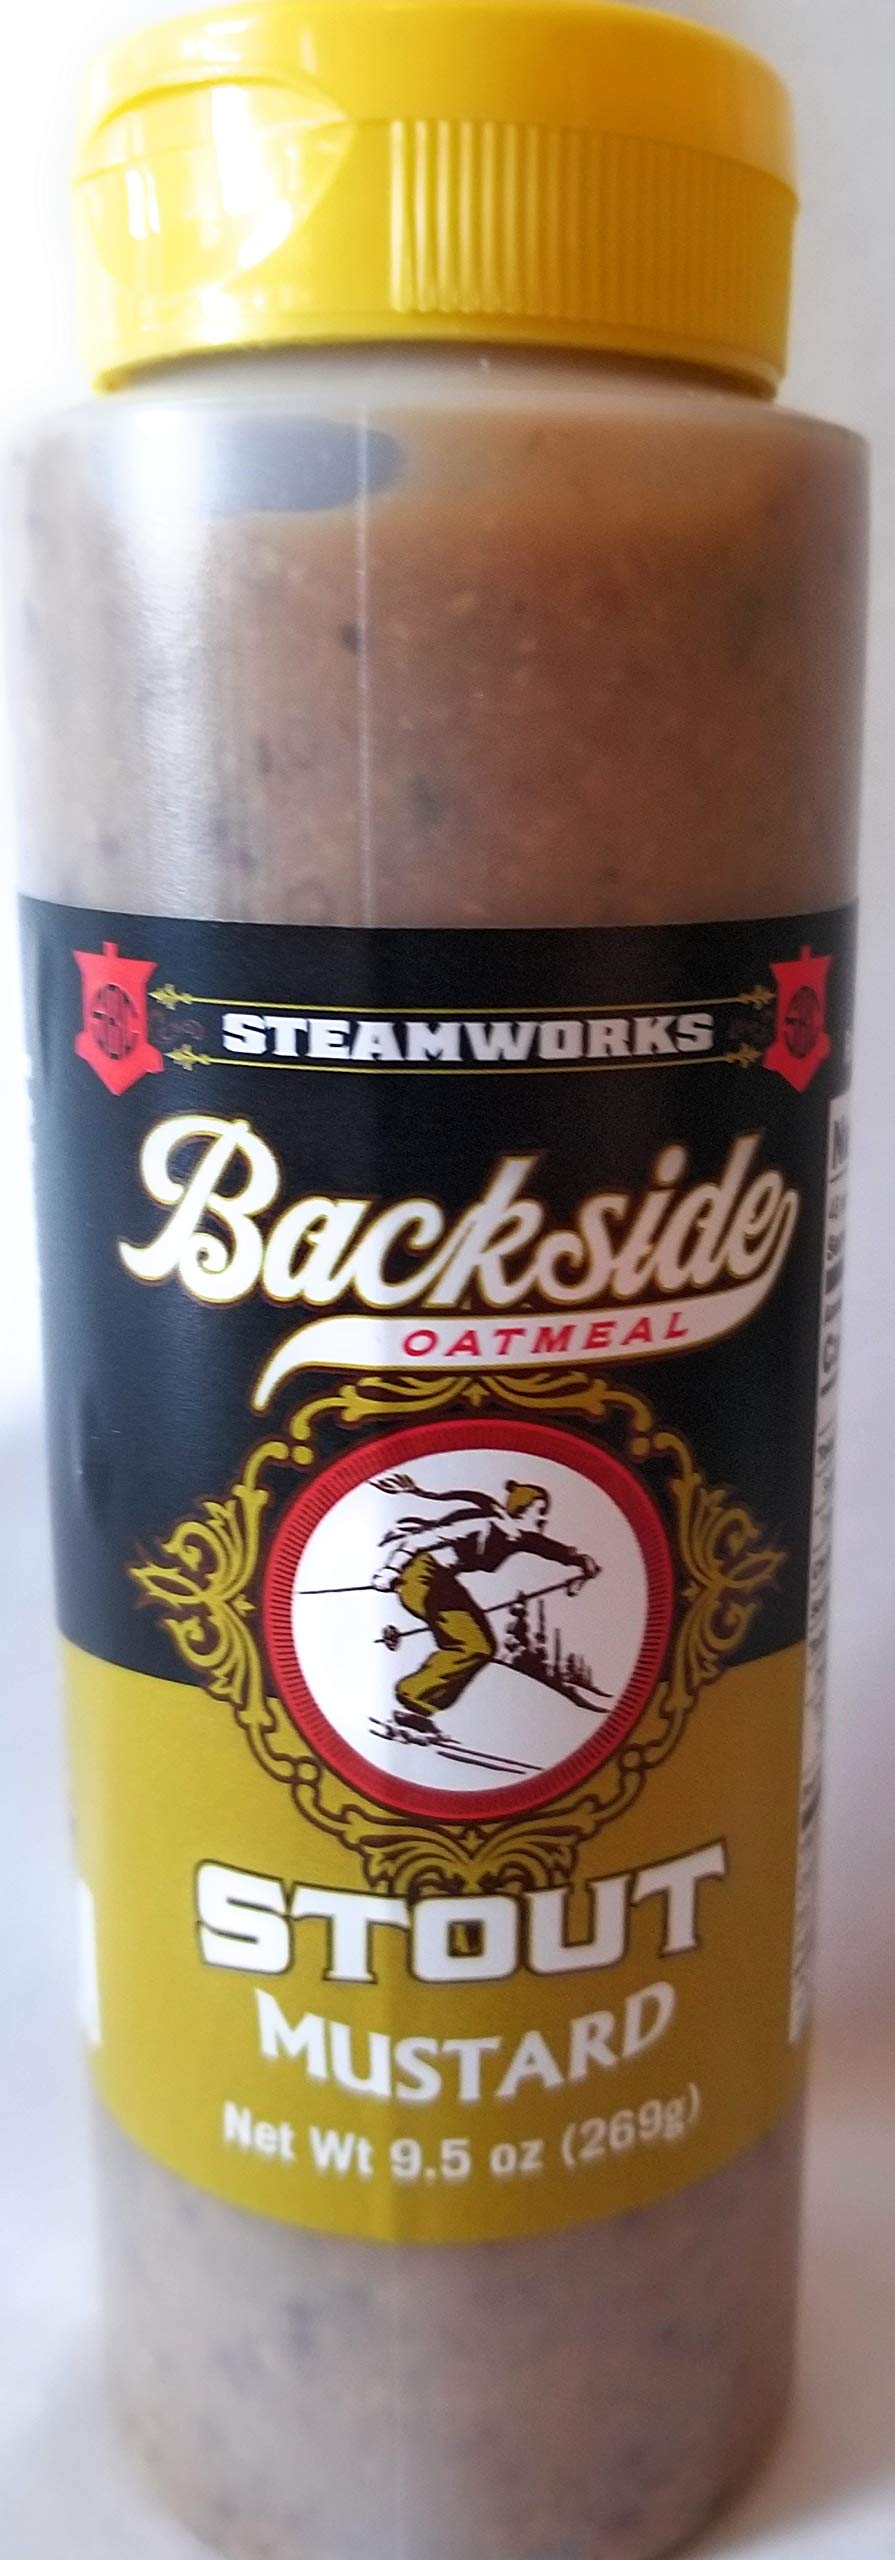 STEAMWORKS
Backside
OATMEAL
STOUT
MUSTARD
Net Wt 9.5 oz (269g)